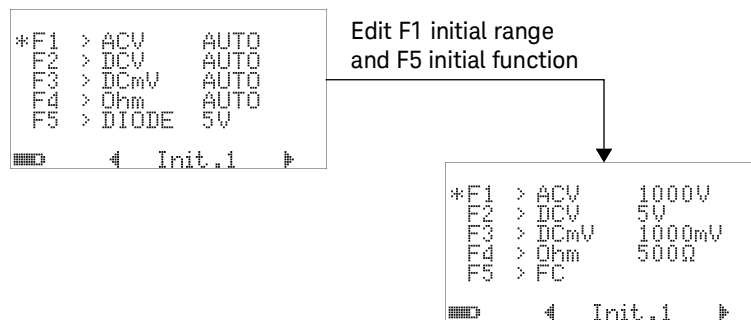 *F1 > ACV AUTO
F2 > DCV AUTO
F3 > DCmV AUTO
F4 > Ohm AUTO
F5 > DIODE 5V
Init.1
Edit F1 initial range
and F5 initial function
*F1 > ACV 1000V
F2 > DCV 5V
F3 > DCmV 1000mV
F4 > Ohm 500Ω
F5 > FC
Init.1